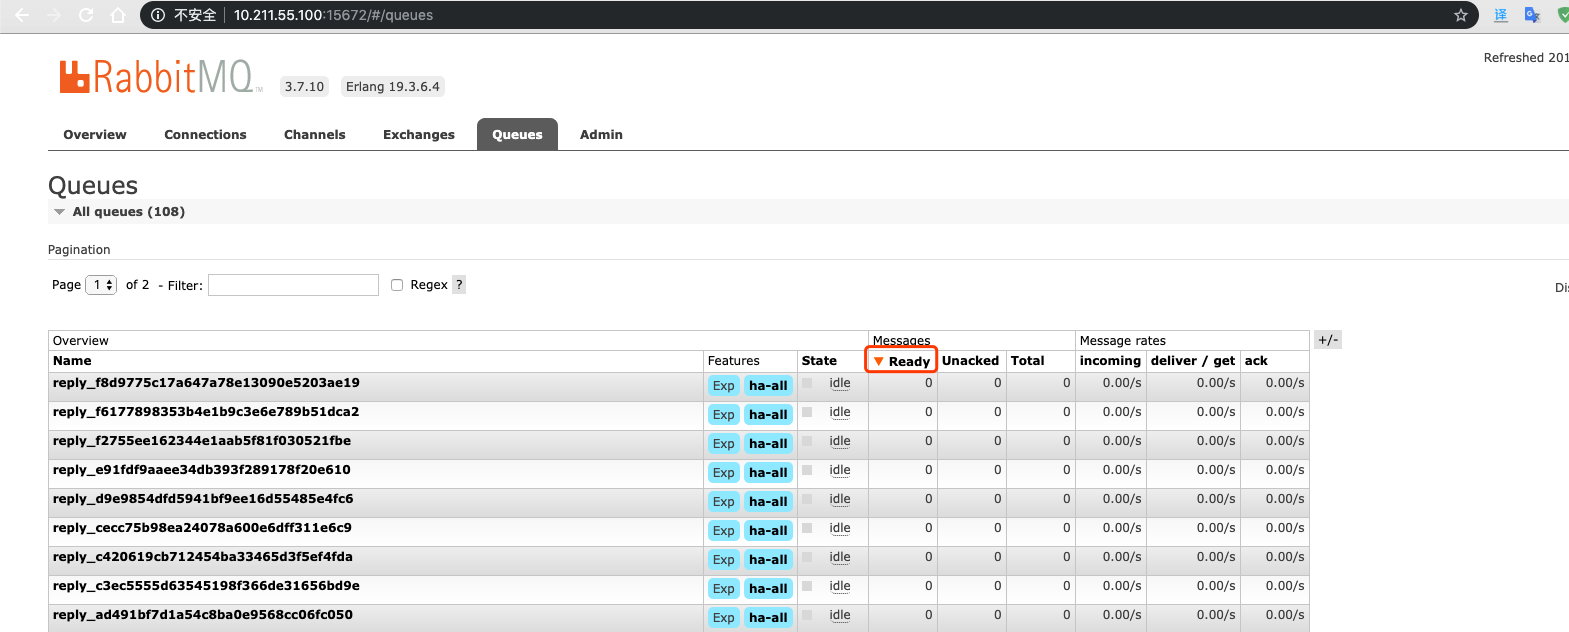 不安全 | 10.211.55.100:15672/#/queues
译
Refreshed 201
RabbitMQ TM 3.7.10 Erlang 19.3.6.4
Overview Connections Channels Exchanges Queues Admin
Queues
All queues (108)
Pagination
Page 1 of 2 - Filter: Regex ?
Dis
Overview Messages Message rates +/-
Name Features State Ready Unacked Total incoming deliver / get ack
reply_f8d9775c17a647a78e13090e5203ae19 Exp ha-all idle 0 0 0 0.00/s 0.00/s 0.00/s
reply_f6177898353b4e1b9c3e6e789b51dca2 Exp ha-all idle 0 0 0 0.00/s 0.00/s 0.00/s
reply_f2755ee162344e1aab5f81f030521fbe Exp ha-all idle 0 0 0 0.00/s 0.00/s 0.00/s
reply_e91fdf9aaee34db393f289178f20e610 Exp ha-all idle 0 0 0 0.00/s 0.00/s 0.00/s
reply_d9e9854dfd5941bf9ee16d55485e4fc6 Exp ha-all idle 0 0 0 0.00/s 0.00/s 0.00/s
reply_cecc75b98ea24078a600e6dff311e6c9 Exp ha-all idle 0 0 0 0.00/s 0.00/s 0.00/s
reply_c420619cb712454ba33465d3f5ef4fda Exp ha-all idle 0 0 0 0.00/s 0.00/s 0.00/s
reply_c3ec5555d63545198f366de31656bd9e Exp ha-all idle 0 0 0 0.00/s 0.00/s 0.00/s
reply_ad491bf7d1a54c8ba0e9568cc06fc050 Exp ha-all idle 0 0 0 0.00/s 0.00/s 0.00/s